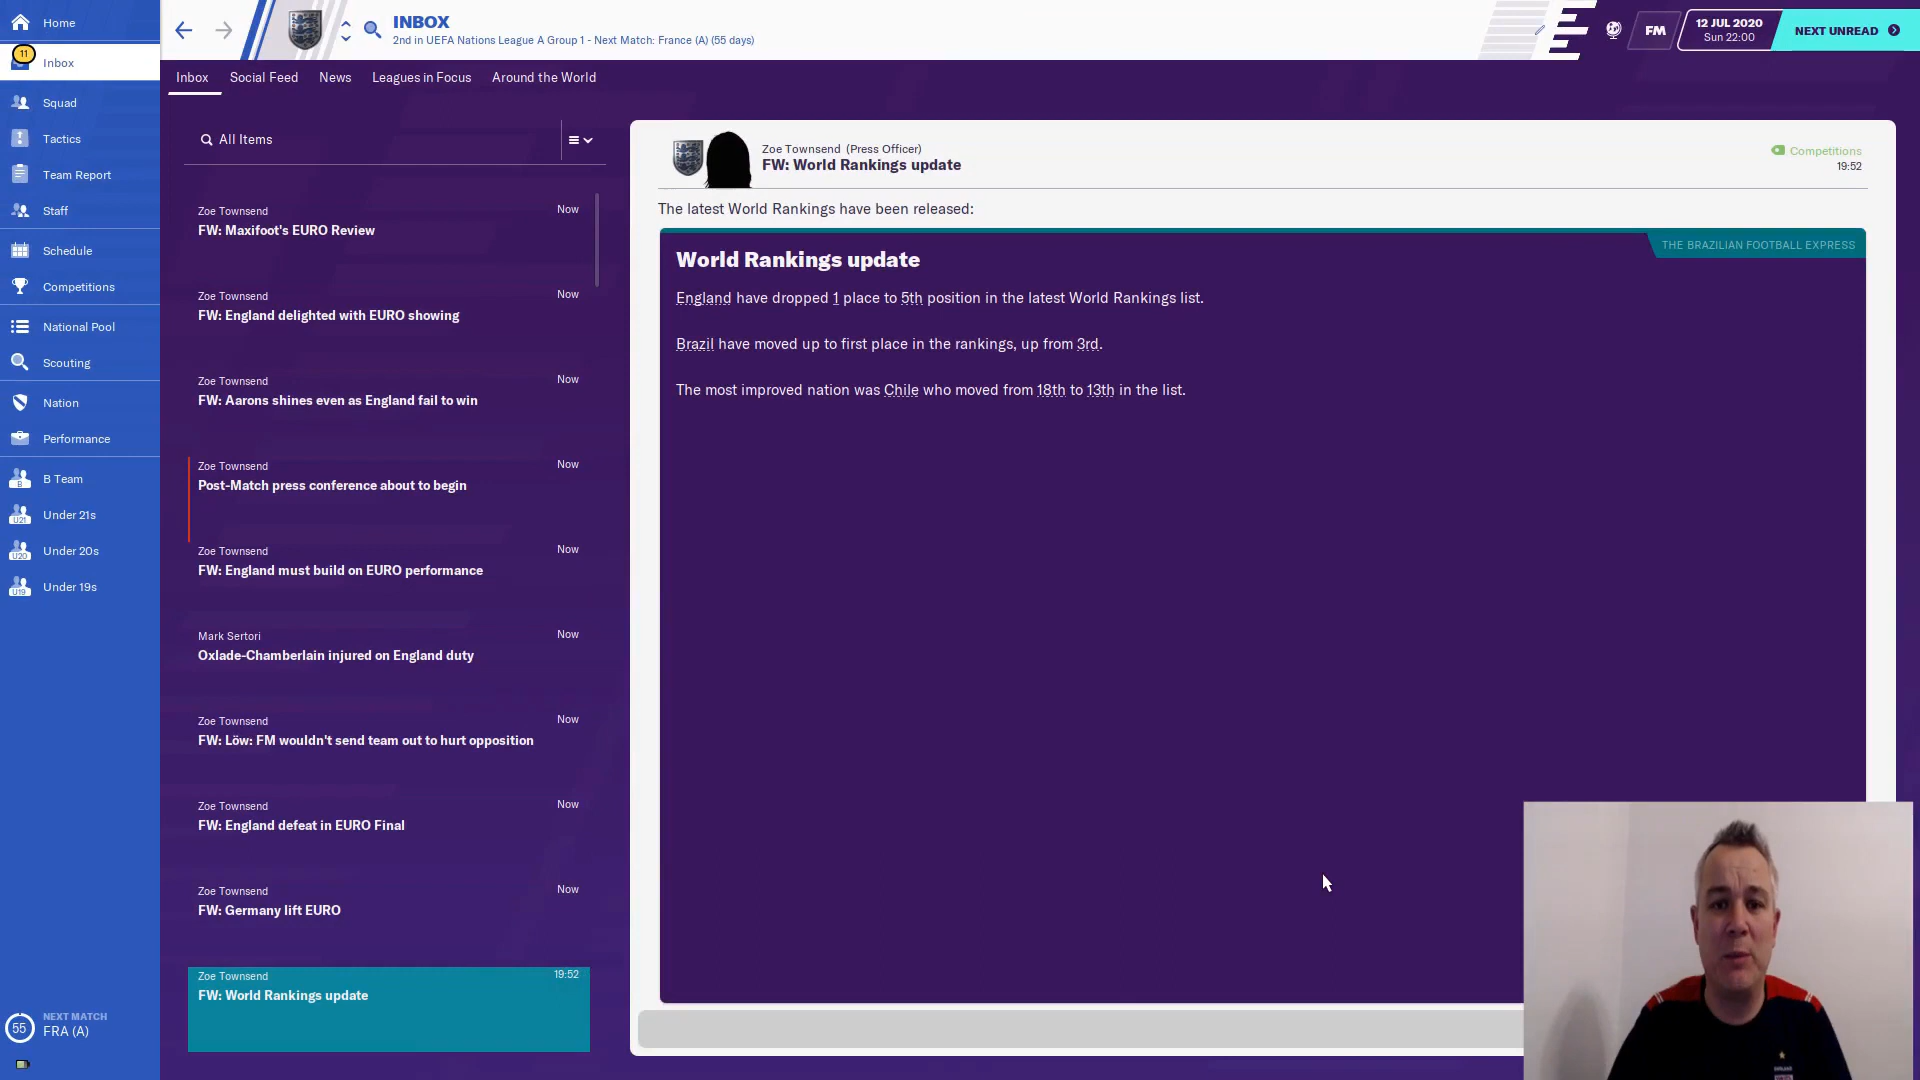 Home
11
Inbox
Squad
Tactics
Team Report
Staff
Schedule
Competitions
National Pool
Scouting
Nation
Performance
B
B Team
U21
Under 21s
U20
Under 20s
U19
Under 19s
55
NEXT MATCH
FRA (A)
INBOX
2nd in UEFA Nations League A Group 1 - Next Match: France (A) (55 days)
FM
12 JUL 2020
Sun 22:00
NEXT UNREAD
Inbox Social Feed News Leagues in Focus Around the World
All Items
Zoe Townsend Now
FW: Maxifoot's EURO Review
Zoe Townsend Now
FW: England delighted with EURO showing
Zoe Townsend Now
FW: Aarons shines even as England fail to win
Zoe Townsend Now
Post-Match press conference about to begin
Zoe Townsend Now
FW: England must build on EURO performance
Mark Sertori Now
Oxlade-Chamberlain injured on England duty
Zoe Townsend Now
FW: Löw: FM wouldn't send team out to hurt opposition
Zoe Townsend Now
FW: England defeat in EURO Final
Zoe Townsend Now
FW: Germany lift EURO
Zoe Townsend 19:52
FW: World Rankings update
Zoe Townsend (Press Officer)
FW: World Rankings update
Competitions
19:52
The latest World Rankings have been released:
THE BRAZILIAN FOOTBALL EXPRESS
World Rankings update
England have dropped 1 place to 5th position in the latest World Rankings list.
Brazil have moved up to first place in the rankings, up from 3rd.
The most improved nation was Chile who moved from 18th to 13th in the list.